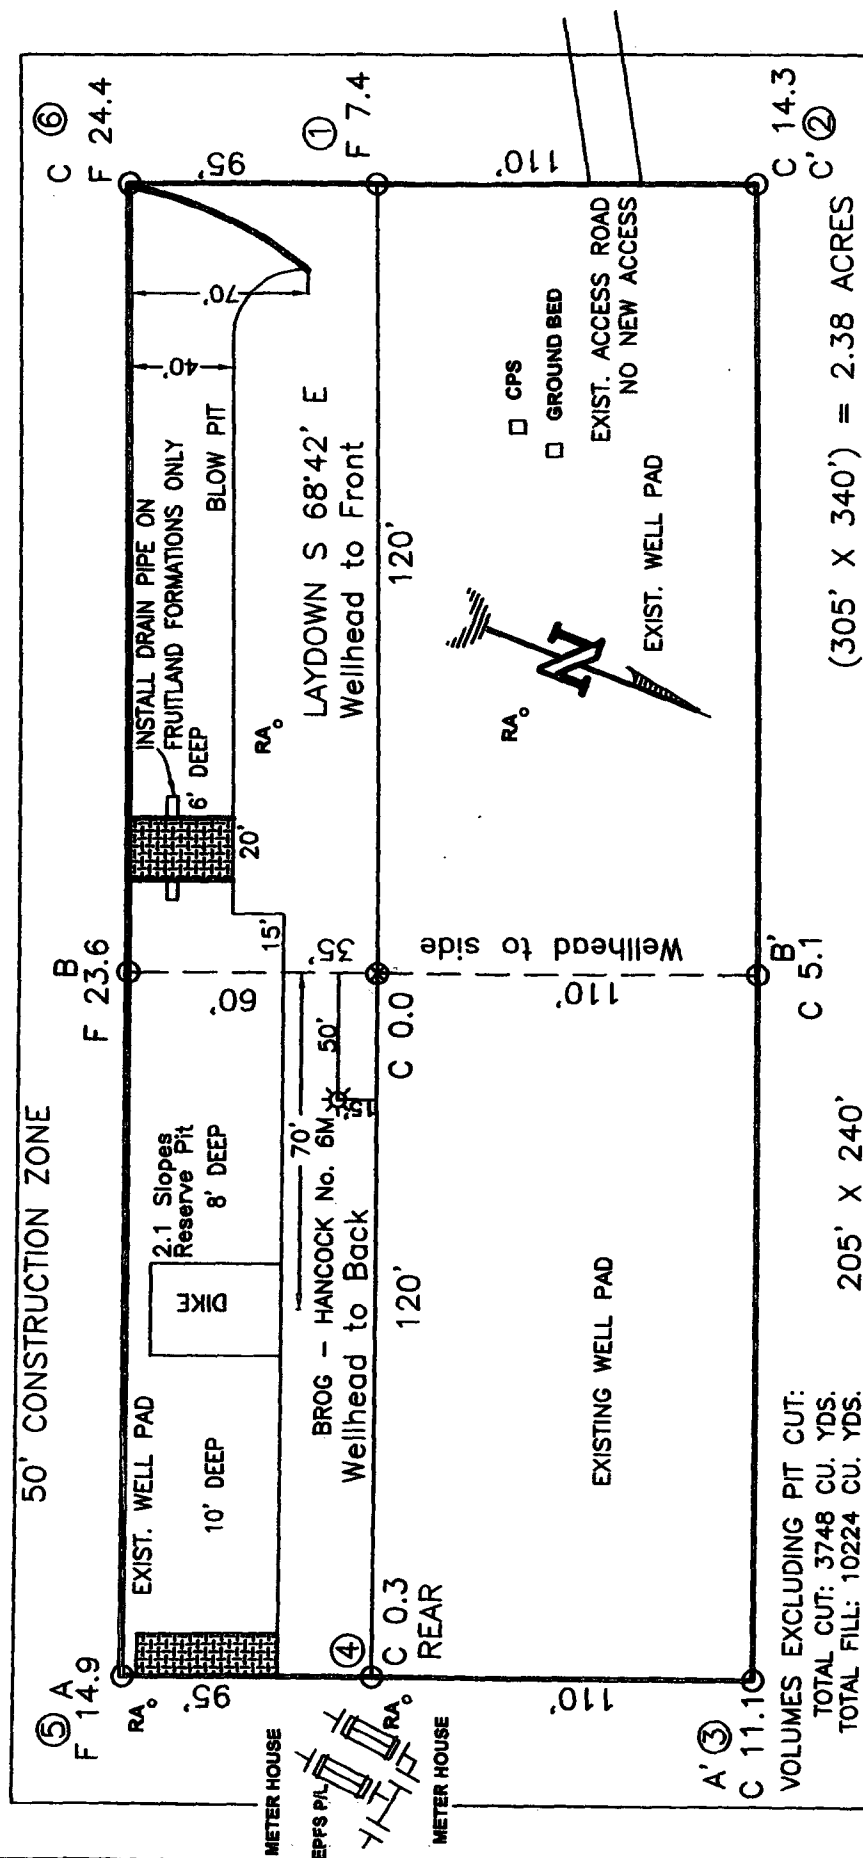 50' CONSTRUCTION ZONE
⑤ A
F 14.9
B
F 23.6
C ⑥
F 24.4
RA
95'
EXIST. WELL PAD
10' DEEP
DIKE
2.1 Slopes
Reserve Pit
8' DEEP
60'
15'
20'
6' DEEP
INSTALL DRAIN PIPE ON
FRUITLAND FORMATIONS ONLY
BLOW PIT
40'
70'
95'
METER HOUSE
EPFS P/L
METER HOUSE
RA
④
C 0.3
REAR
BROG - HANCOCK No. 6M
Wellhead to Back
120'
70'
50'
15'
35'
C 0.0
RA
LAYDOWN S 68°42' E
Wellhead to Front
120'
①
F 7.4
110'
EXISTING WELL PAD
110'
Wellhead to side
RA
N
EXIST. WELL PAD
CPS
GROUND BED
EXIST. ACCESS ROAD
NO NEW ACCESS
110'
A' ③
C 11.1
B'
C 5.1
C 14.3
C' ②
VOLUMES EXCLUDING PIT CUT:
TOTAL CUT: 3748 CU. YDS.
TOTAL FILL: 10224 CU. YDS.
205' X 240'
(305' X 340') = 2.38 ACRES